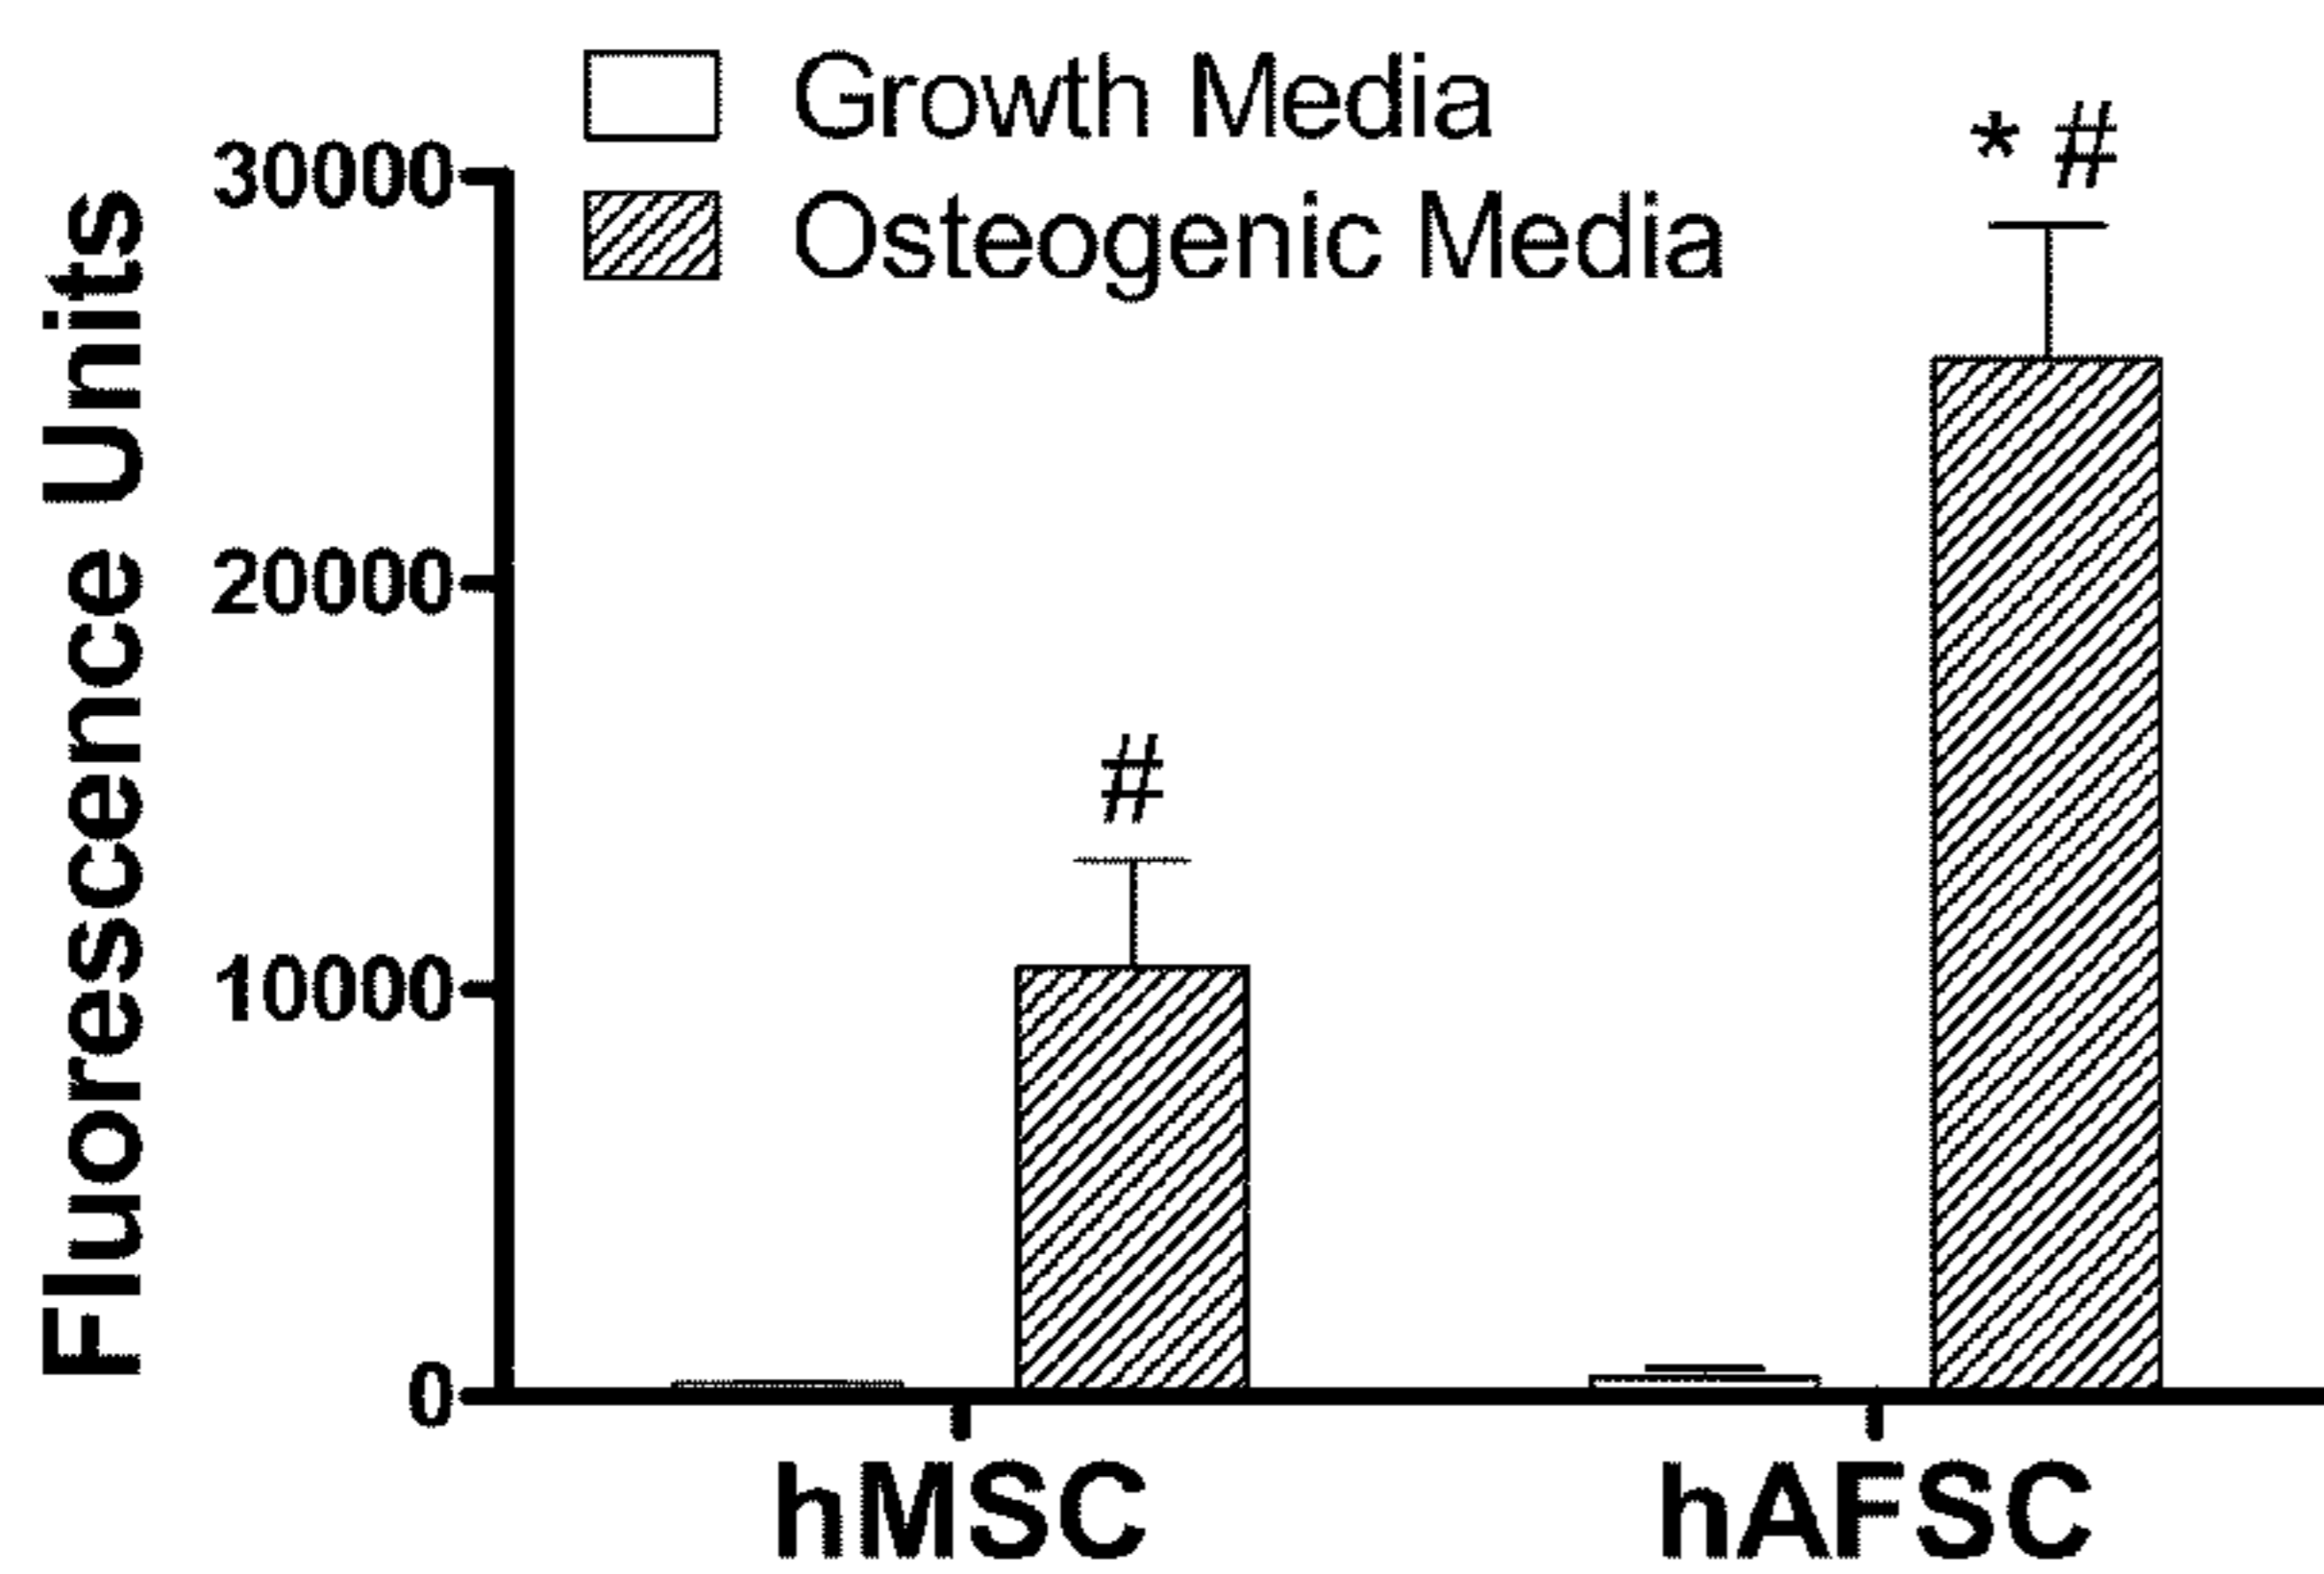 Growth Media
Osteogenic Media
* #
#
Fluorescence Units
30000
20000
10000
0
hMSC
hAFSC